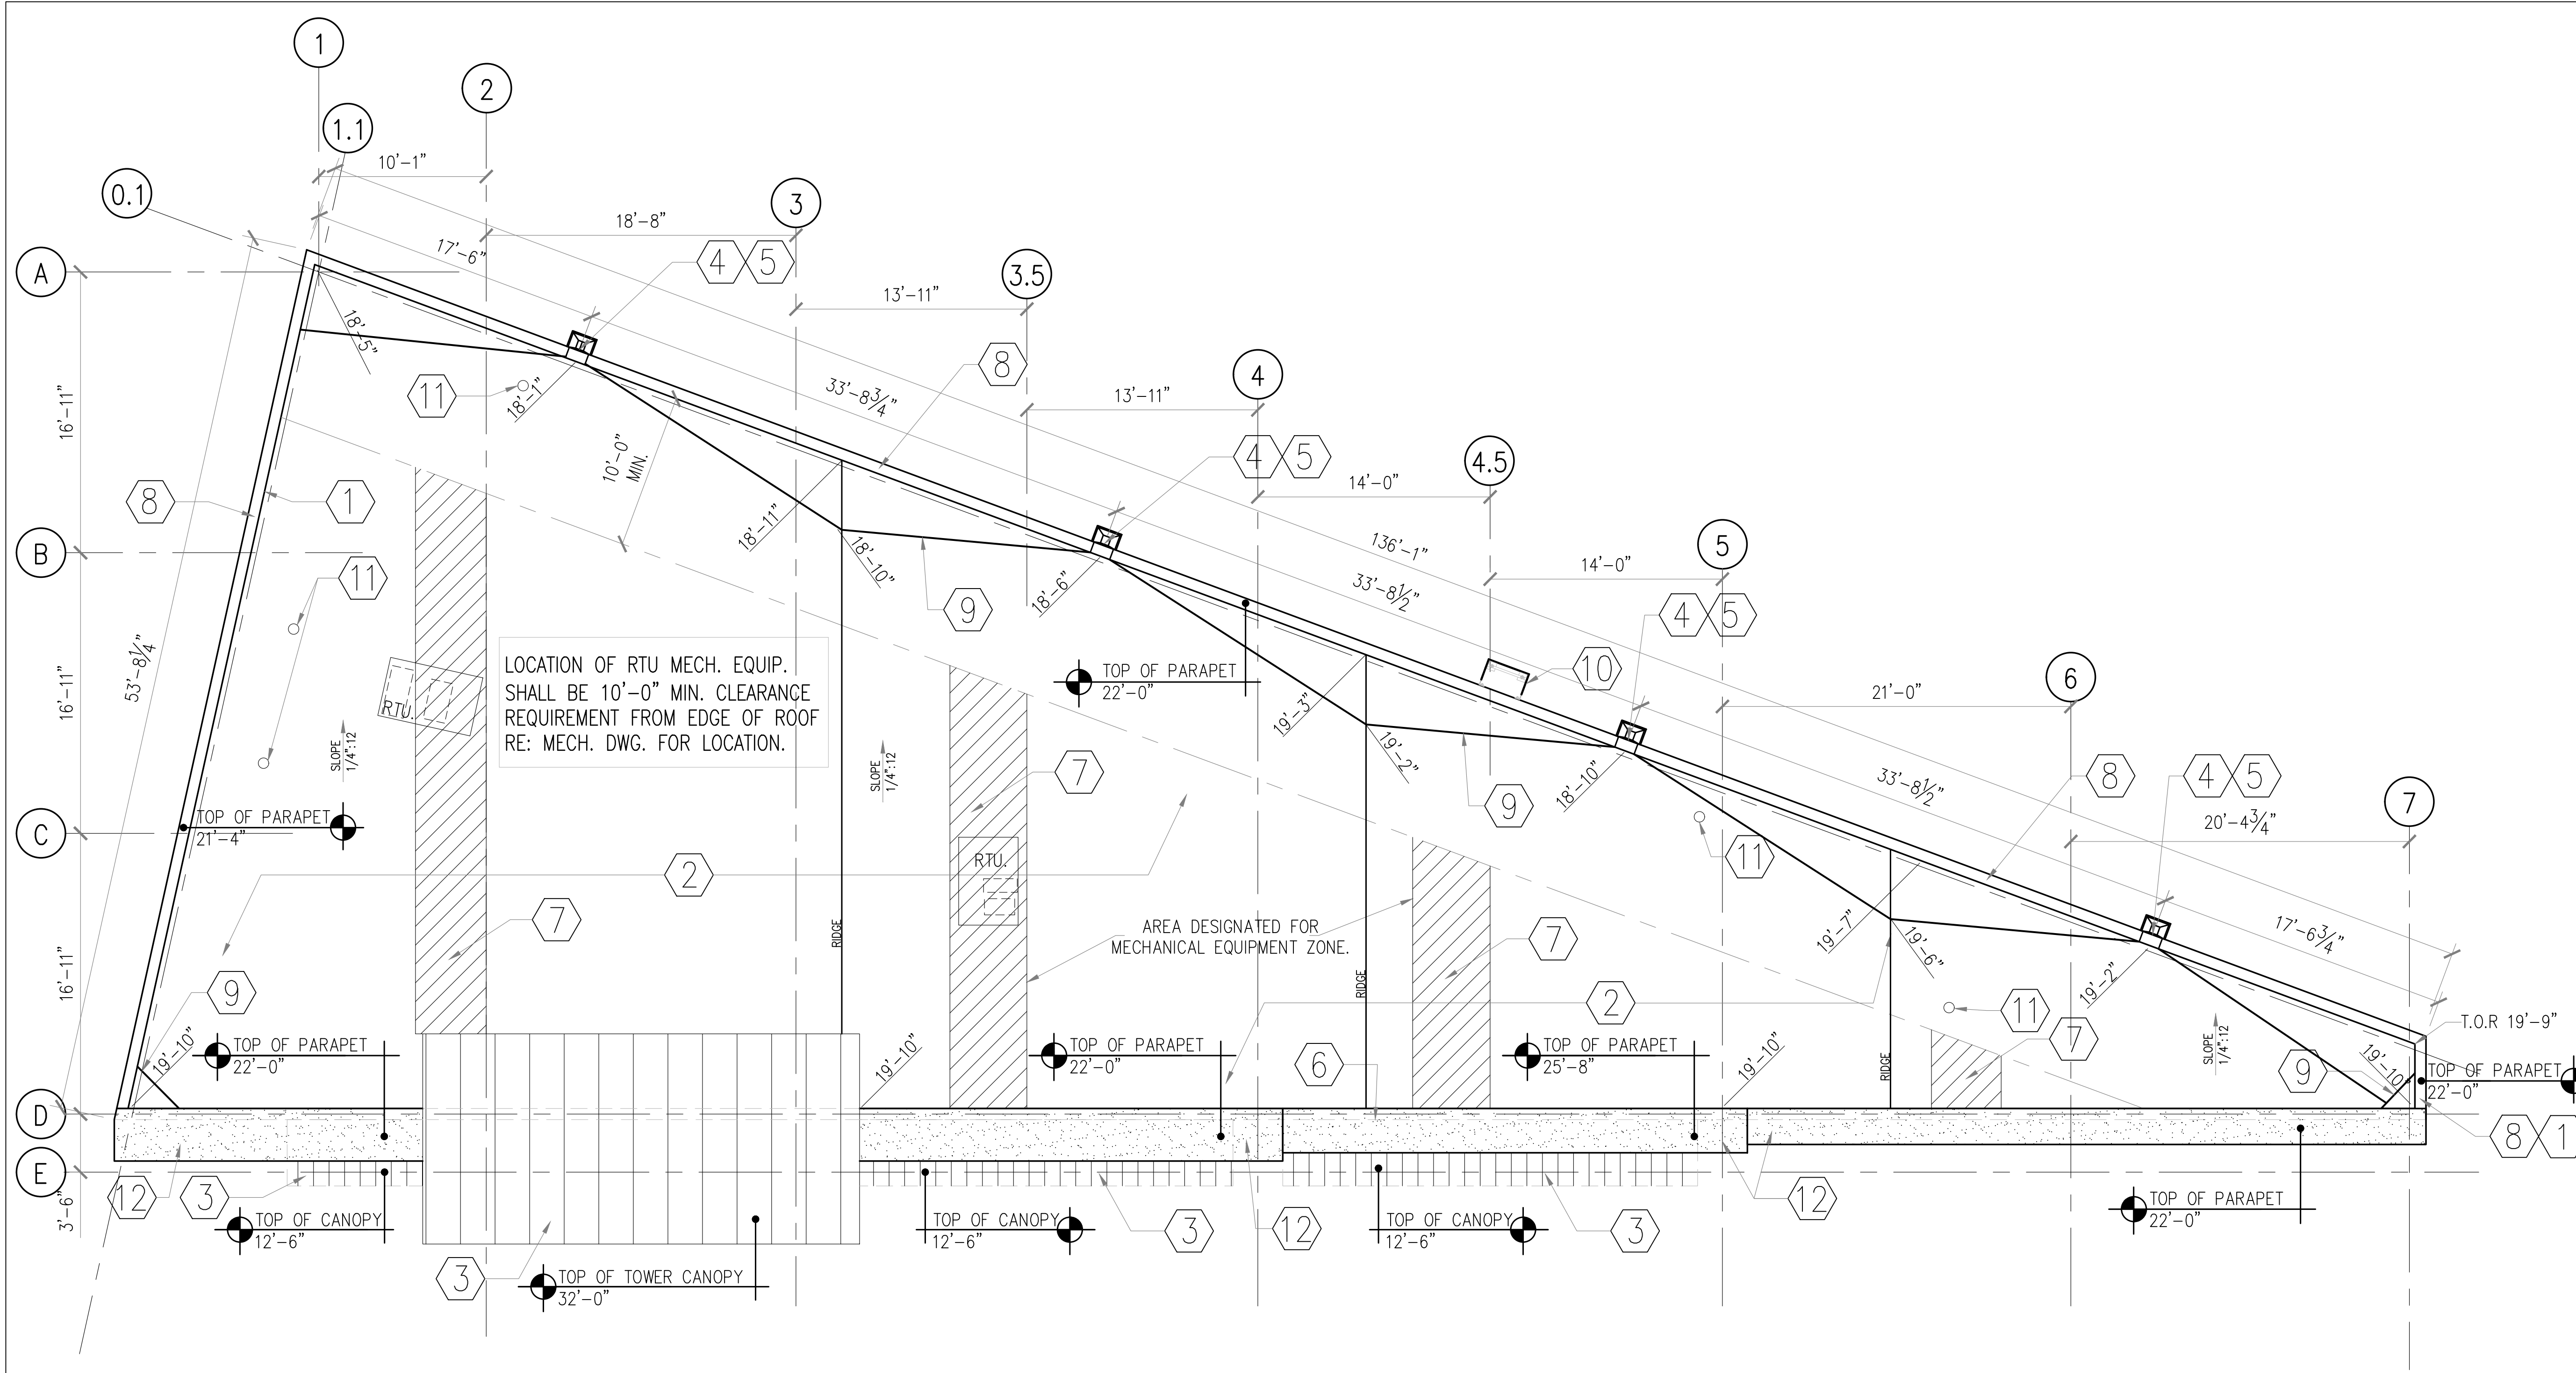 1
2
1.1
10'-1"
0.1
3
18'-8"
17'-6"
4 5
A
3.5
13'-11"
18'-5"
8
4
11
18'-1"
33'-8 3/4"
13'-11"
16'-11"
10'-0"
MIN.
4 5
4.5
14'-0"
8
1
18'-11"
136'-1"
5
B
18'-10"
33'-8 1/2"
14'-0"
11
9
18'-6"
4 5
53'-8 1/4"
LOCATION OF RTU MECH. EQUIP.
SHALL BE 10'-0" MIN. CLEARANCE
REQUIREMENT FROM EDGE OF ROOF
RE: MECH. DWG. FOR LOCATION.
TOP OF PARAPET
22'-0"
10
6
16'-11"
RTU.
19'-3"
21'-0"
SLOPE
1/4":12
SLOPE
1/4":12
7
19'-2"
18'-10"
33'-8 1/2"
8
4 5
7
TOP OF PARAPET
21'-4"
9
20'-4 3/4"
C
RTU.
11
2
7
19'-7"
19'-6"
17'-6 3/4"
RIDGE
AREA DESIGNATED FOR
MECHANICAL EQUIPMENT ZONE.
7
16'-11"
9
RIDGE
2
19'-2"
11
T.O.R 19'-9"
19'-10"
TOP OF PARAPET
22'-0"
19'-10"
TOP OF PARAPET
22'-0"
6
TOP OF PARAPET
25'-8"
19'-10"
RIDGE
7
SLOPE
1/4":12
9
19'-10"
TOP OF PARAPET
22'-0"
D
8 1
E
3'-6"
12
3
TOP OF CANOPY
12'-6"
TOP OF CANOPY
12'-6"
3
12
TOP OF CANOPY
12'-6"
3
12
TOP OF PARAPET
22'-0"
3
TOP OF TOWER CANOPY
32'-0"